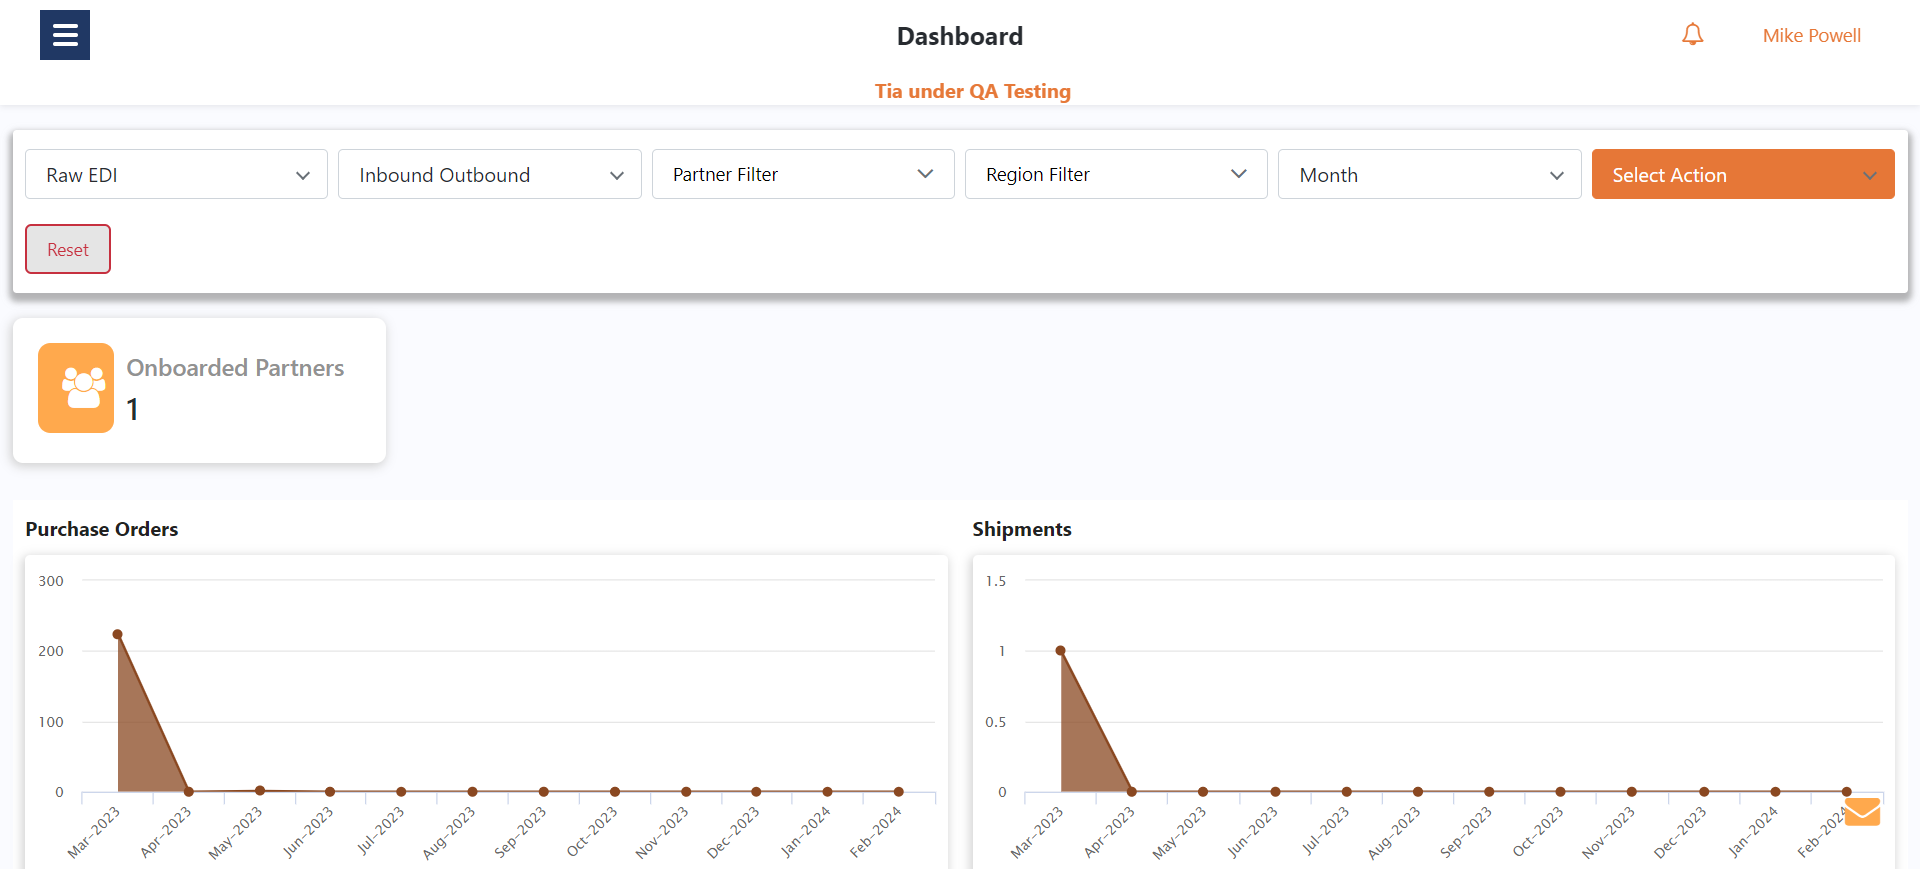 Dashboard
Mike Powell
Tia under QA Testing
Raw EDI
Inbound Outbound
Partner Filter
Region Filter
Month
Select Action
Reset
Onboarded Partners
1
Purchase Orders
300
200
100
0
Mar-2023
Apr-2023
May-2023
Jun-2023
Jul-2023
Aug-2023
Sep-2023
Oct-2023
Nov-2023
Dec-2023
Jan-2024
Feb-2024
Shipments
1.5
1
0.5
0
Mar-2023
Apr-2023
May-2023
Jun-2023
Jul-2023
Aug-2023
Sep-2023
Oct-2023
Nov-2023
Dec-2023
Jan-2024
Feb-2024